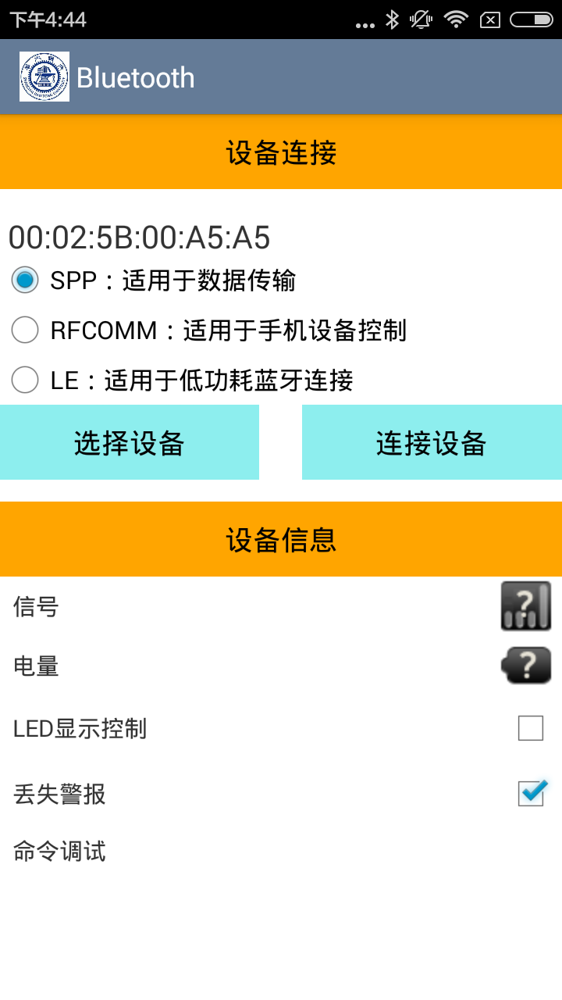 下午4:44
Bluetooth
设备连接
00:02:5B:00:A5:A5
SPP：适用于数据传输
RFCOMM：适用于手机设备控制
LE：适用于低功耗蓝牙连接
选择设备
连接设备
设备信息
信号
?
电量
?
LED显示控制
丢失警报
命令调试